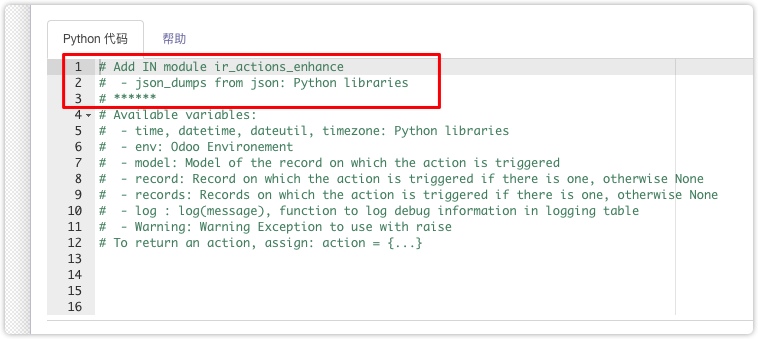 Python 代码 帮助
1 # Add IN module ir_actions_enhance
2 #  - json_dumps from json: Python libraries
3 # ******
4 # Available variables:
5 #  - time, datetime, dateutil, timezone: Python libraries
6 #  - env: Odoo Environement
7 #  - model: Model of the record on which the action is triggered
8 #  - record: Record on which the action is triggered if there is one, otherwise None
9 #  - records: Records on which the action is triggered if there is one, otherwise None
10 #  - log : log(message), function to log debug information in logging table
11 #  - Warning: Warning Exception to use with raise
12 # To return an action, assign: action = {...}
13
14
15
16